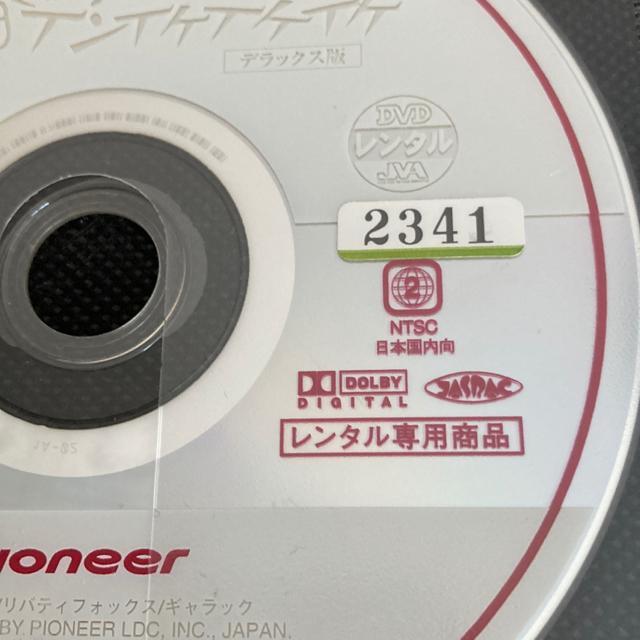 デラックス版
DVD
レンタル
JVA
2341
2
NTSC
日本国内向
DOLBY
DIGITAL
JASRAC
レンタル専用商品
ioneer
/リバティフォックス/ギャラック
BY PIONEER LDC, INC., JAPAN.